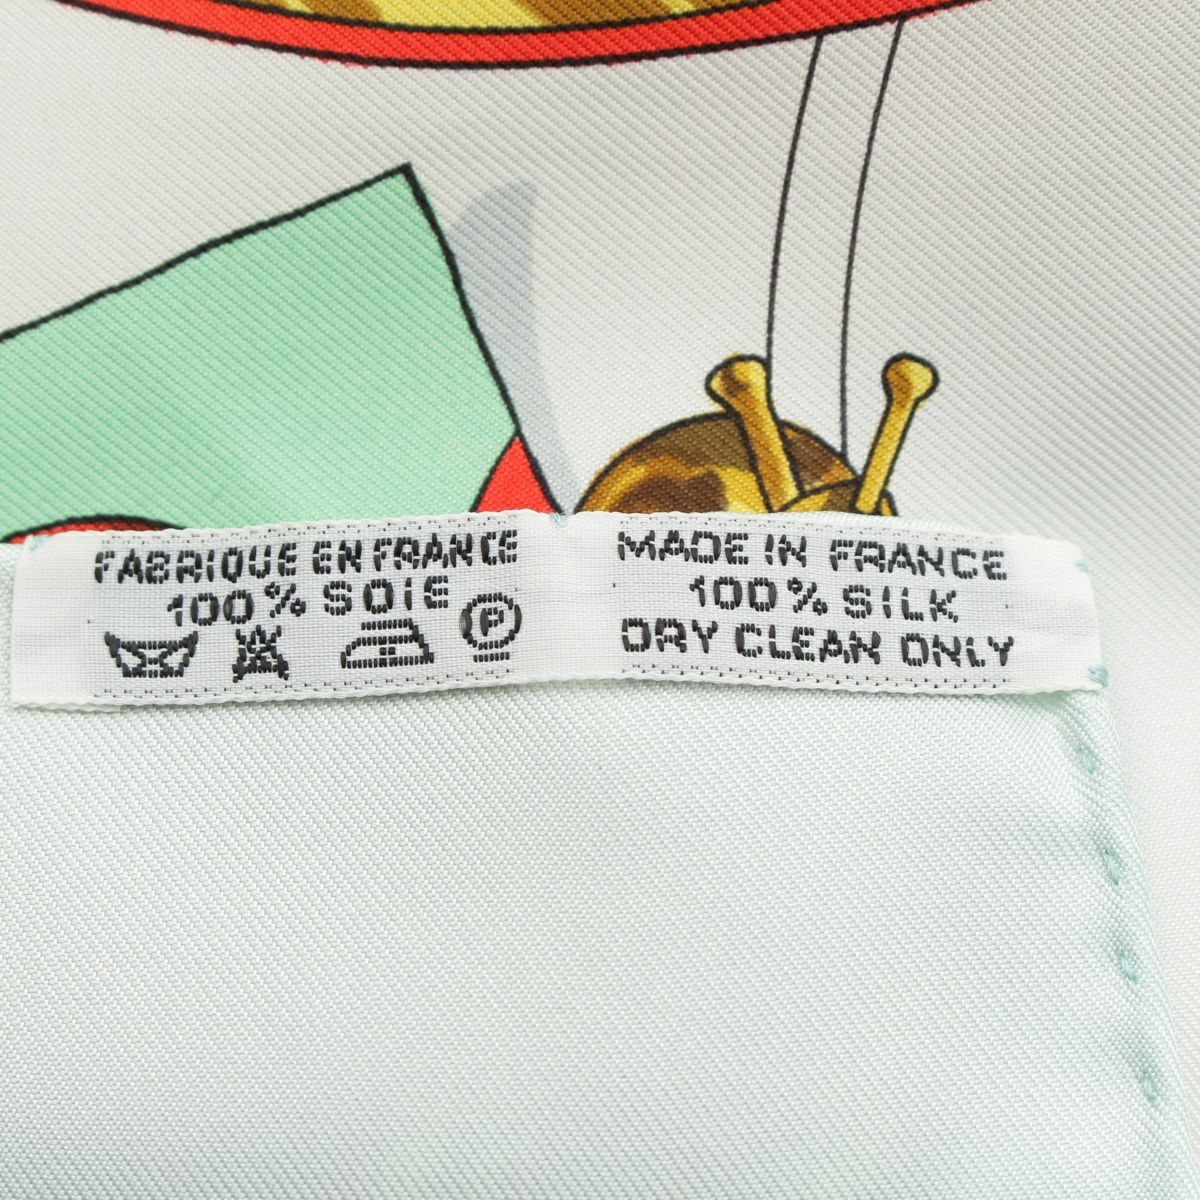 FABRIQUE EN FRANCE
100% SOIE
P
MADE IN FRANCE
100% SILK
DRY CLEAN ONLY